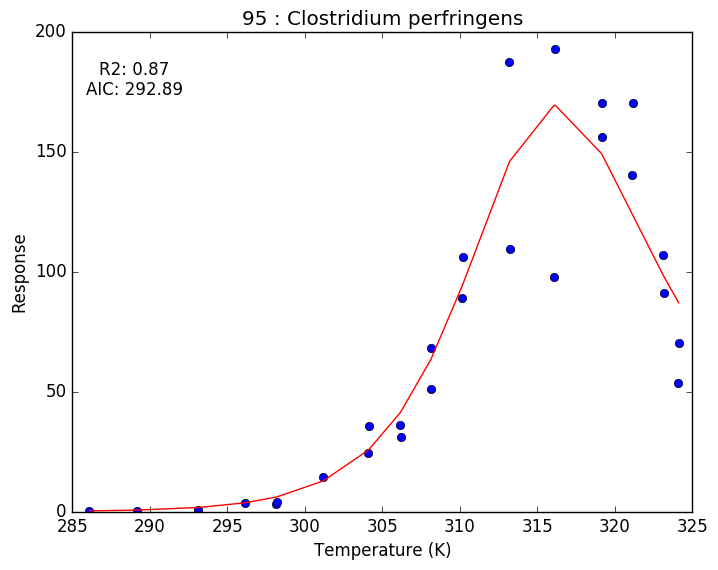 95 : Clostridium perfringens
R2: 0.87
AIC: 292.89
200
150
100
50
0
Response
285 290 295 300 305 310 315 320 325
Temperature (K)